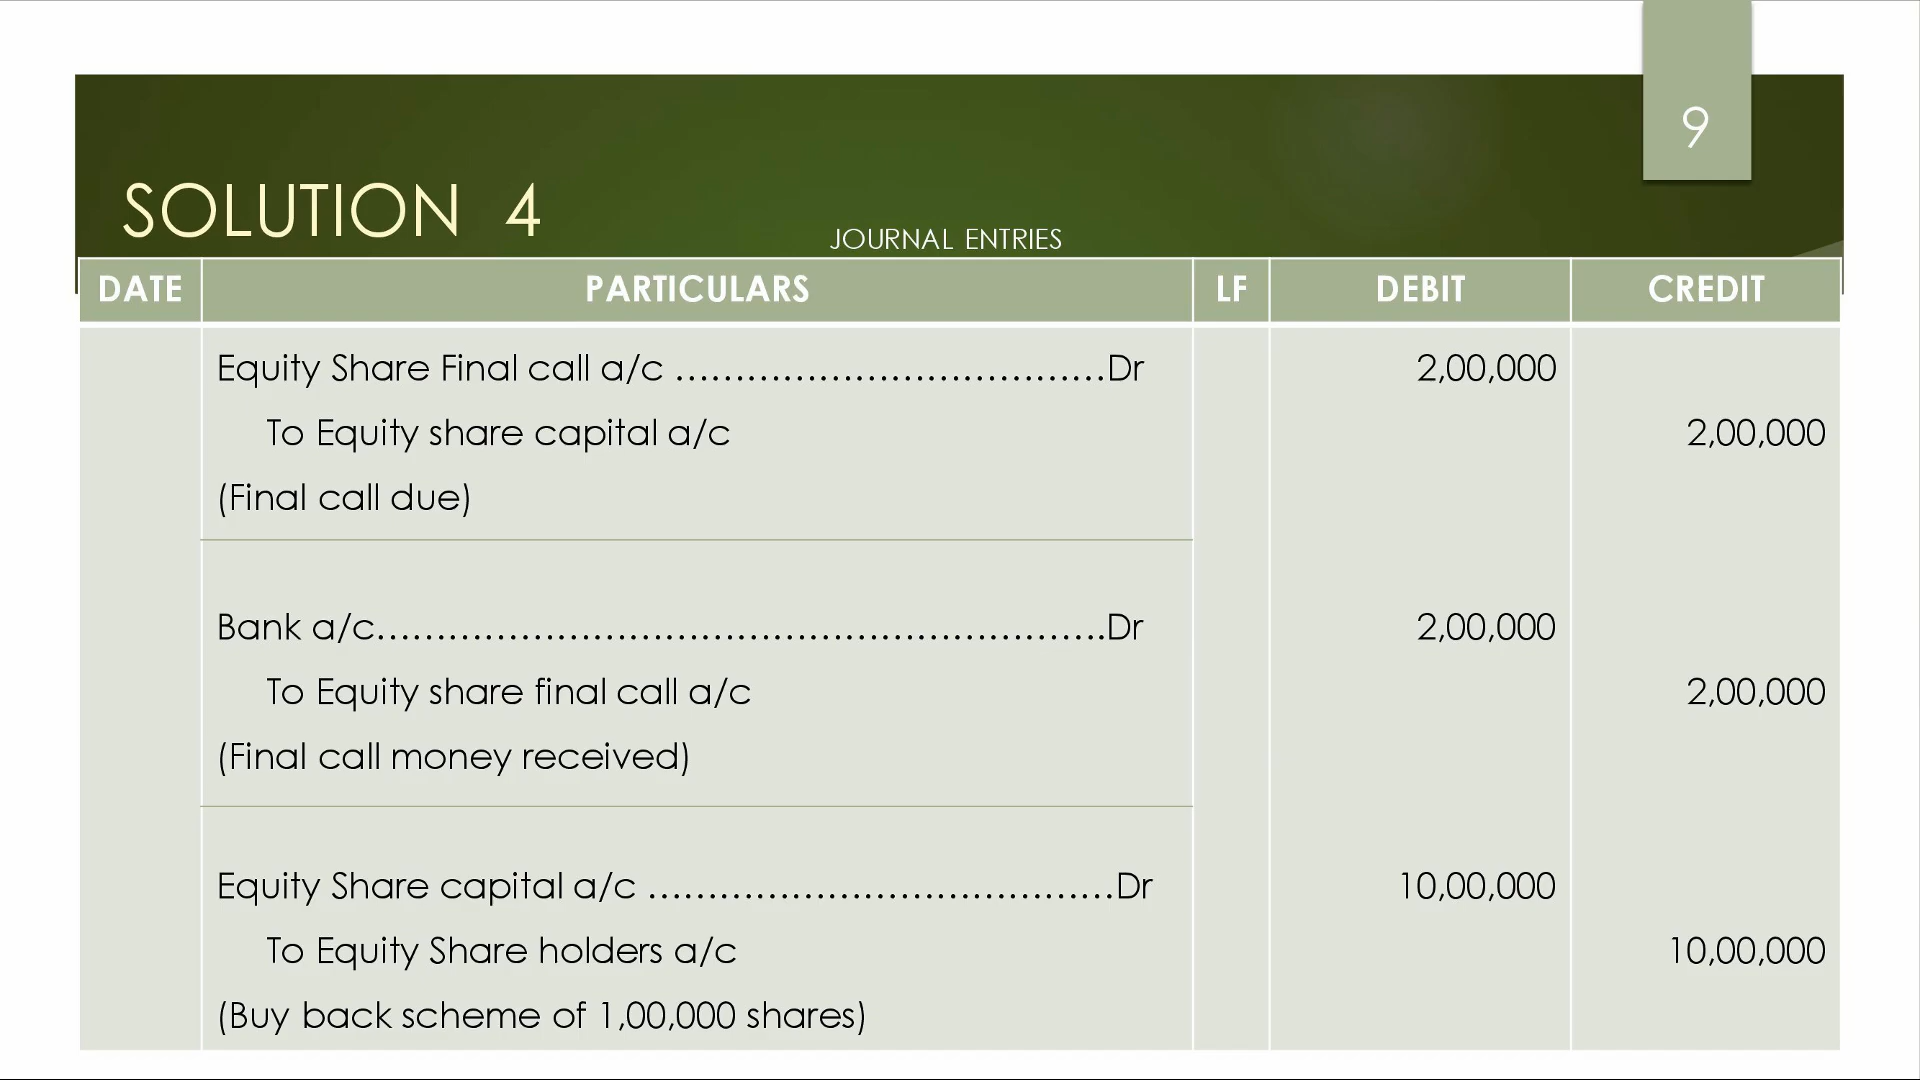 9
SOLUTION 4
JOURNAL ENTRIES
DATE PARTICULARS LF DEBIT CREDIT
Equity Share Final call a/c ………………………………Dr 2,00,000
To Equity share capital a/c 2,00,000
(Final call due)
Bank a/c…………………………………………………….Dr 2,00,000
To Equity share final call a/c 2,00,000
(Final call money received)
Equity Share capital a/c …………………………………Dr 10,00,000
To Equity Share holders a/c 10,00,000
(Buy back scheme of 1,00,000 shares)